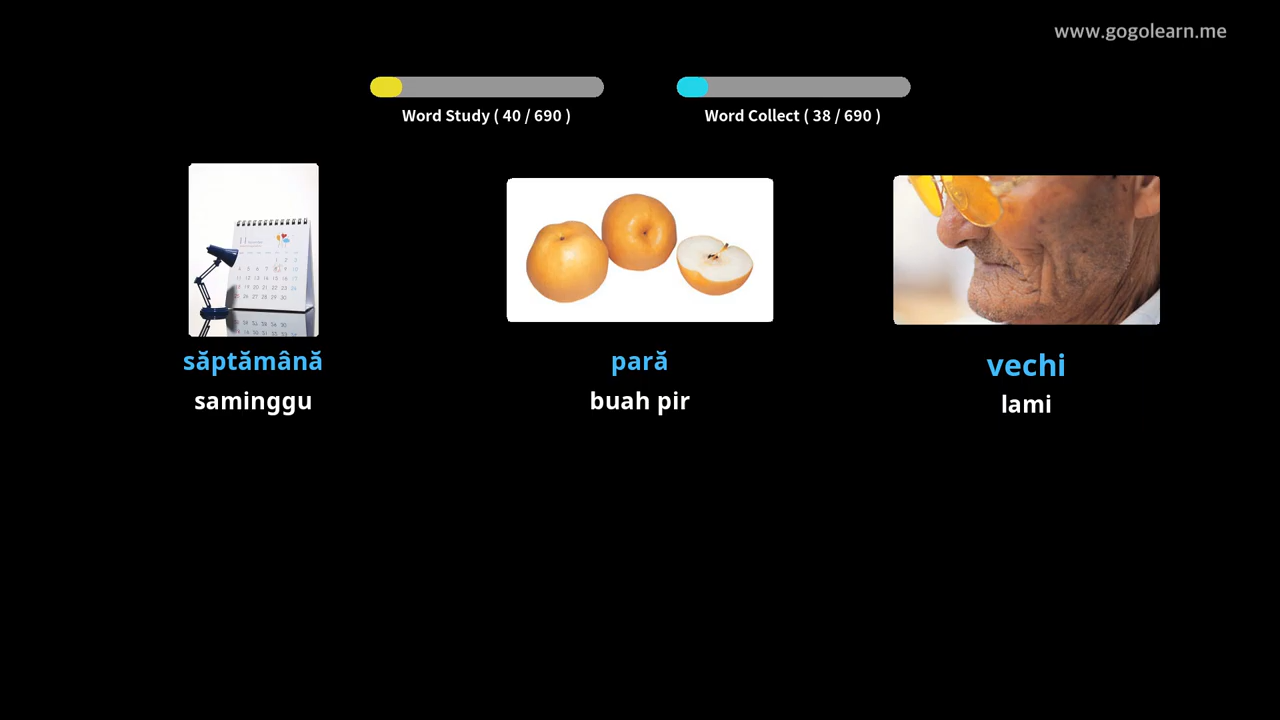 www.gogolearn.me
Word Study ( 40 / 690 )
Word Collect ( 38 / 690 )
săptămână
saminggu
pară
buah pir
vechi
lami